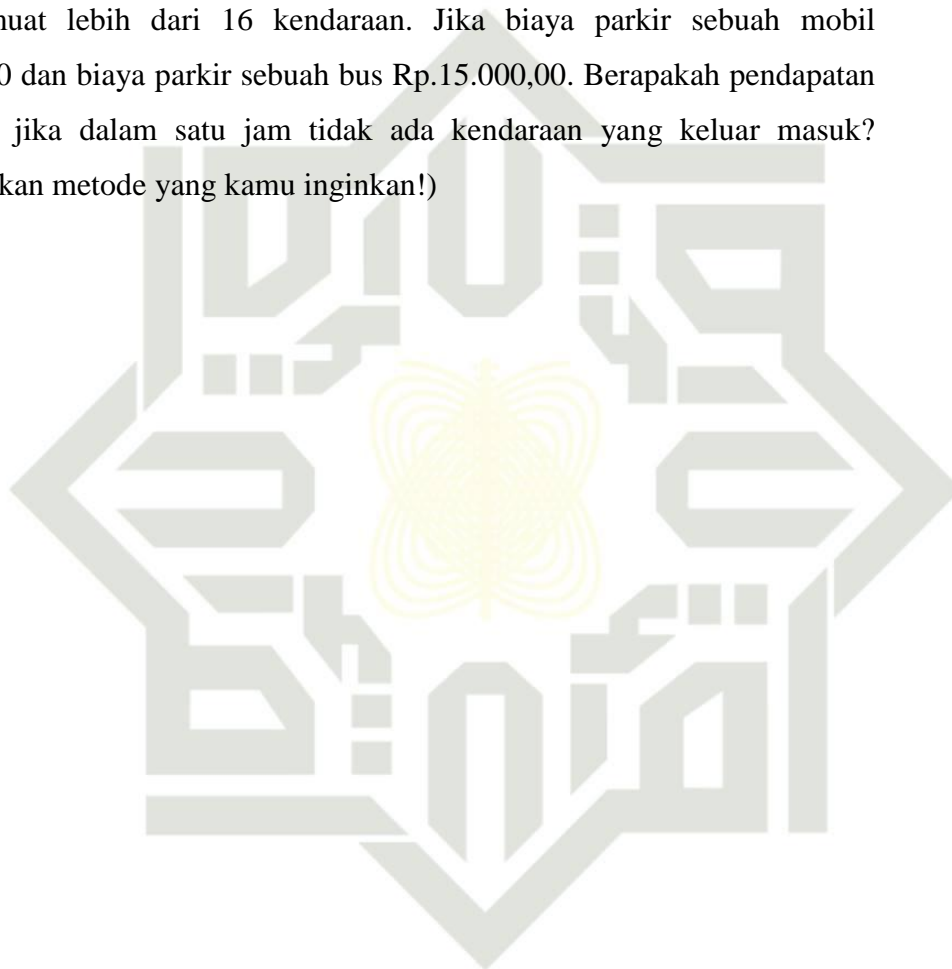 nuat lebih dari 16 kendaraan. Jika biaya parkir sebuah mobil
0 dan biaya parkir sebuah bus Rp.15.000,00. Berapakah pendapatan
jika dalam satu jam tidak ada kendaraan yang keluar masuk?
kan metode yang kamu inginkan!)